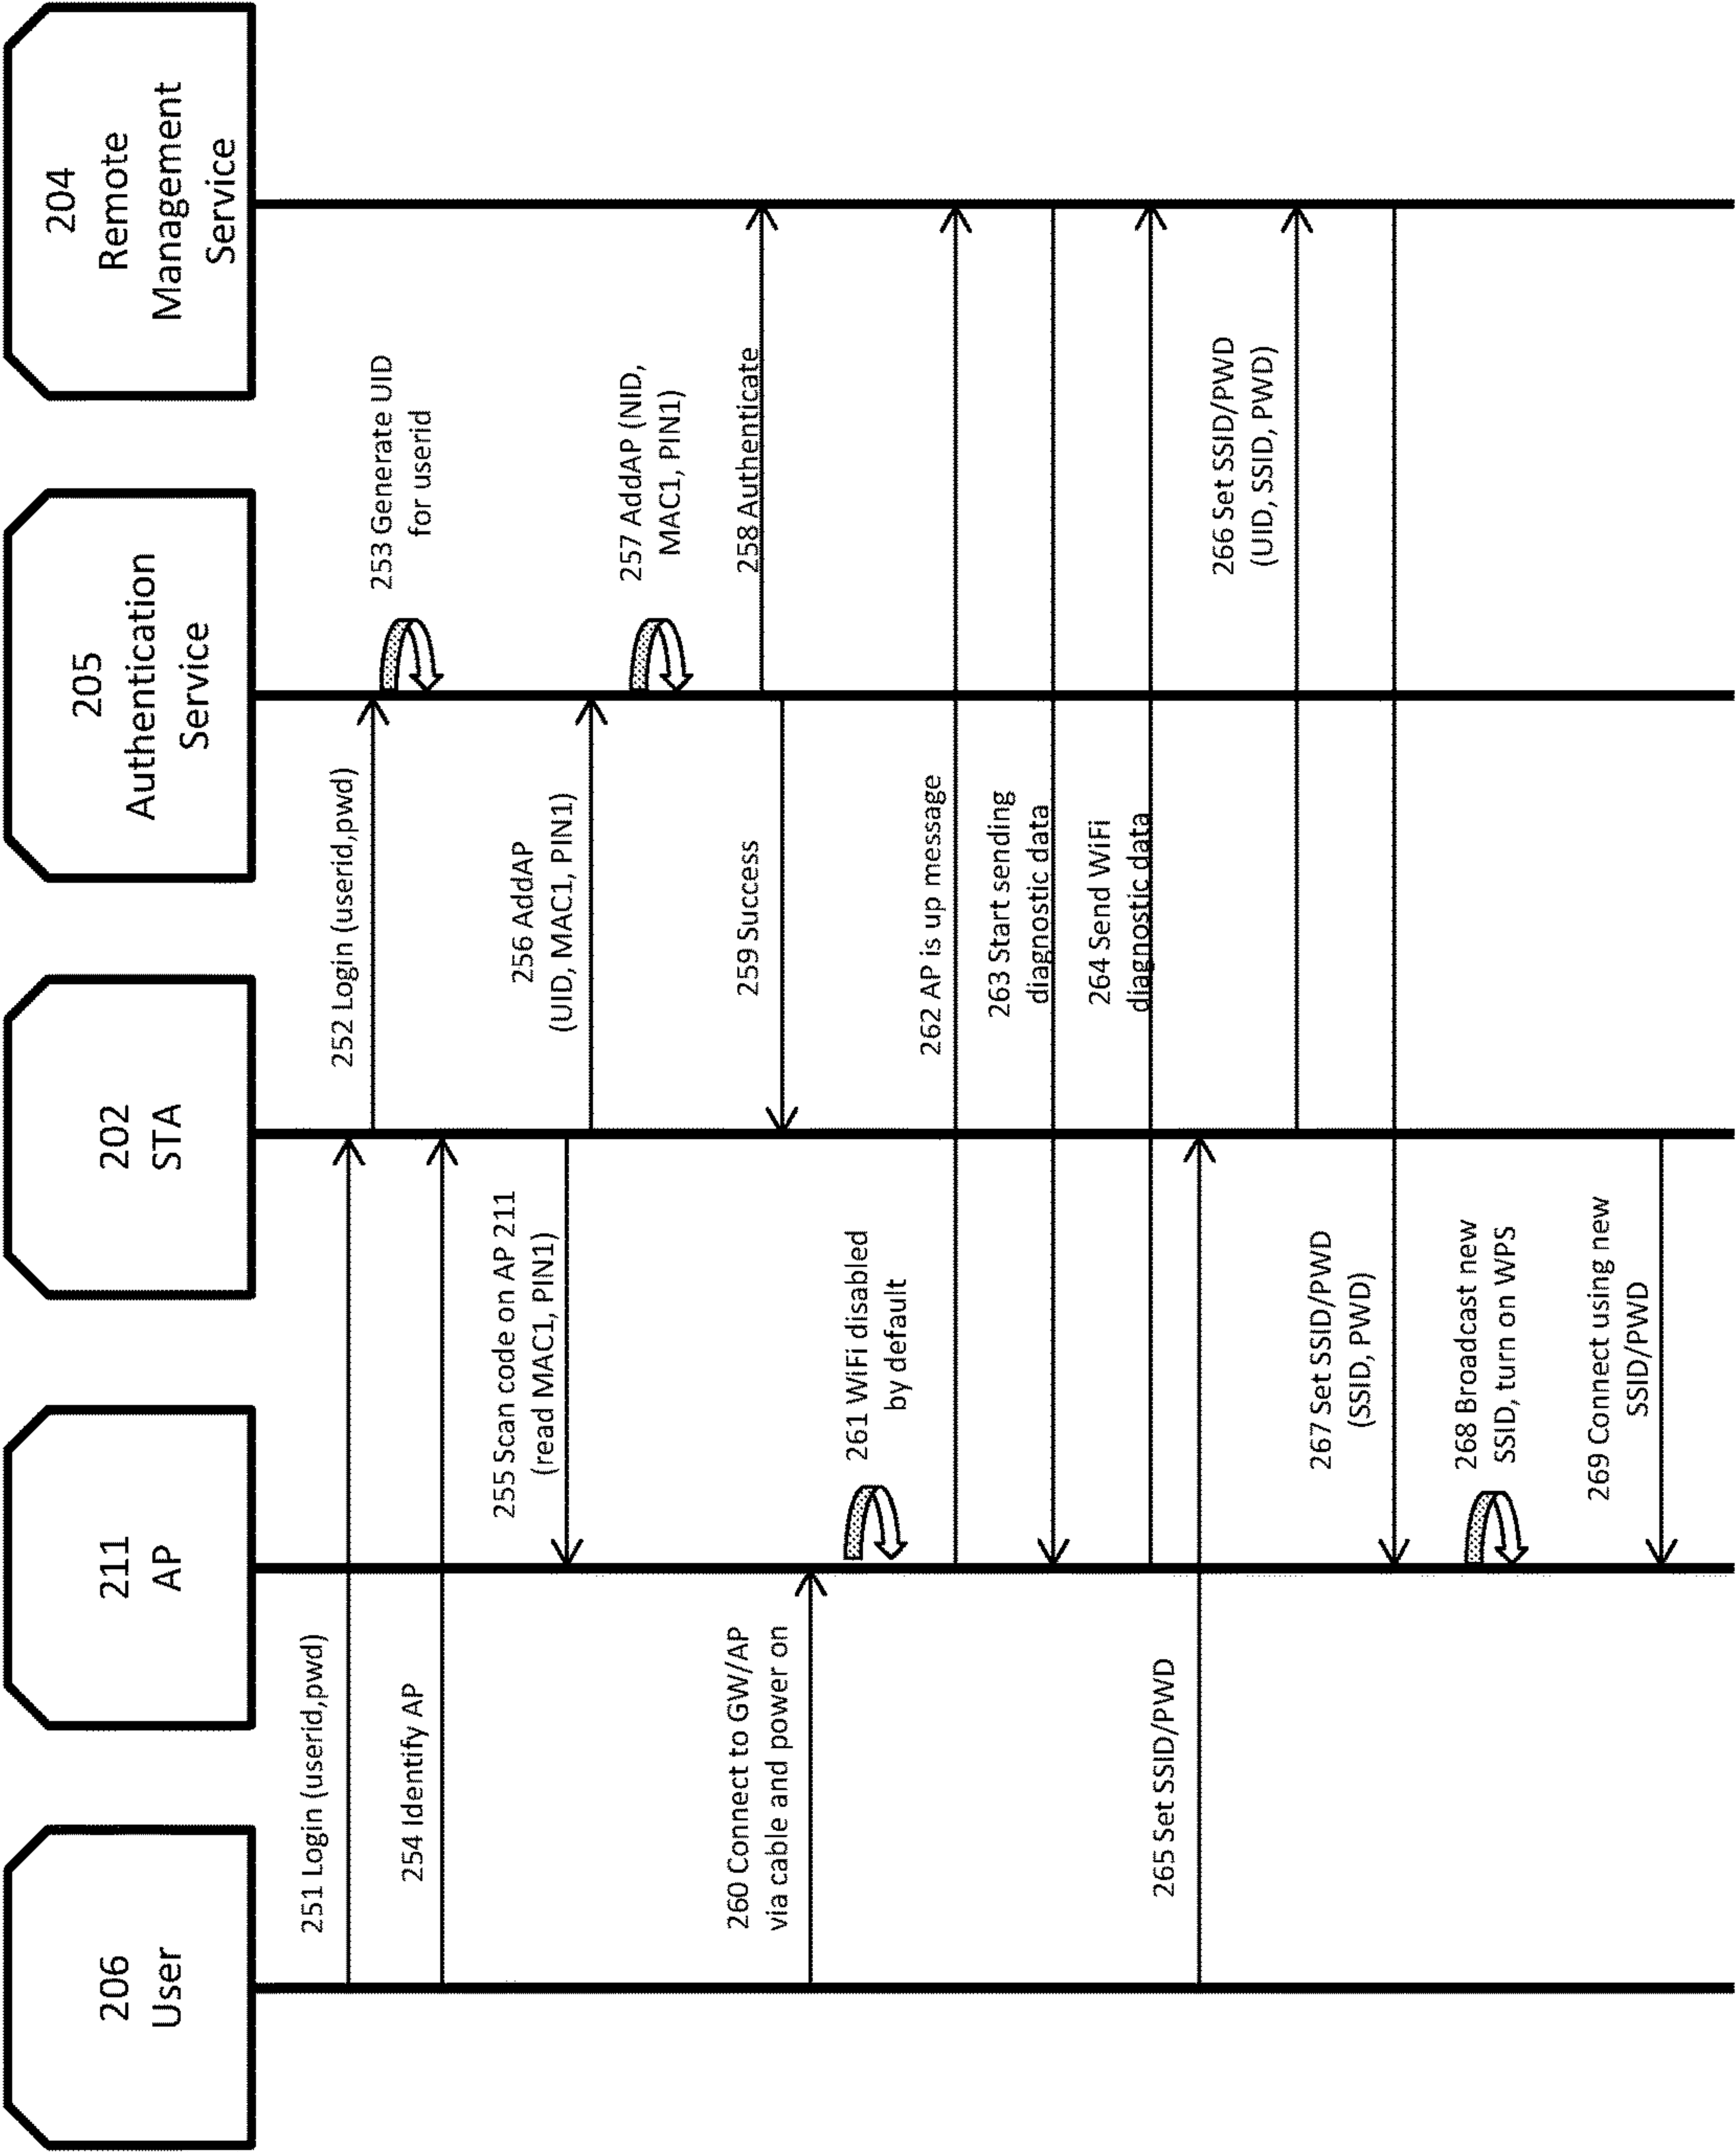 206
User
211
AP
202
STA
205
Authentication
Service
204
Remote
Management
Service
251 Login (userid,pwd)
252 Login (userid,pwd)
253 Generate UID
for userid
254 Identify AP
255 Scan code on AP 211
(read MAC1, PIN1)
256 AddAP
(UID, MAC1, PIN1)
257 AddAP (NID,
MAC1, PIN1)
258 Authenticate
259 Success
260 Connect to GW/AP
via cable and power on
261 WiFi disabled
by default
262 AP is up message
263 Start sending
diagnostic data
264 Send WiFi
diagnostic data
265 Set SSID/PWD
266 Set SSID/PWD
(UID, SSID, PWD)
267 Set SSID/PWD
(SSID, PWD)
268 Broadcast new
SSID, turn on WPS
269 Connect using new
SSID/PWD